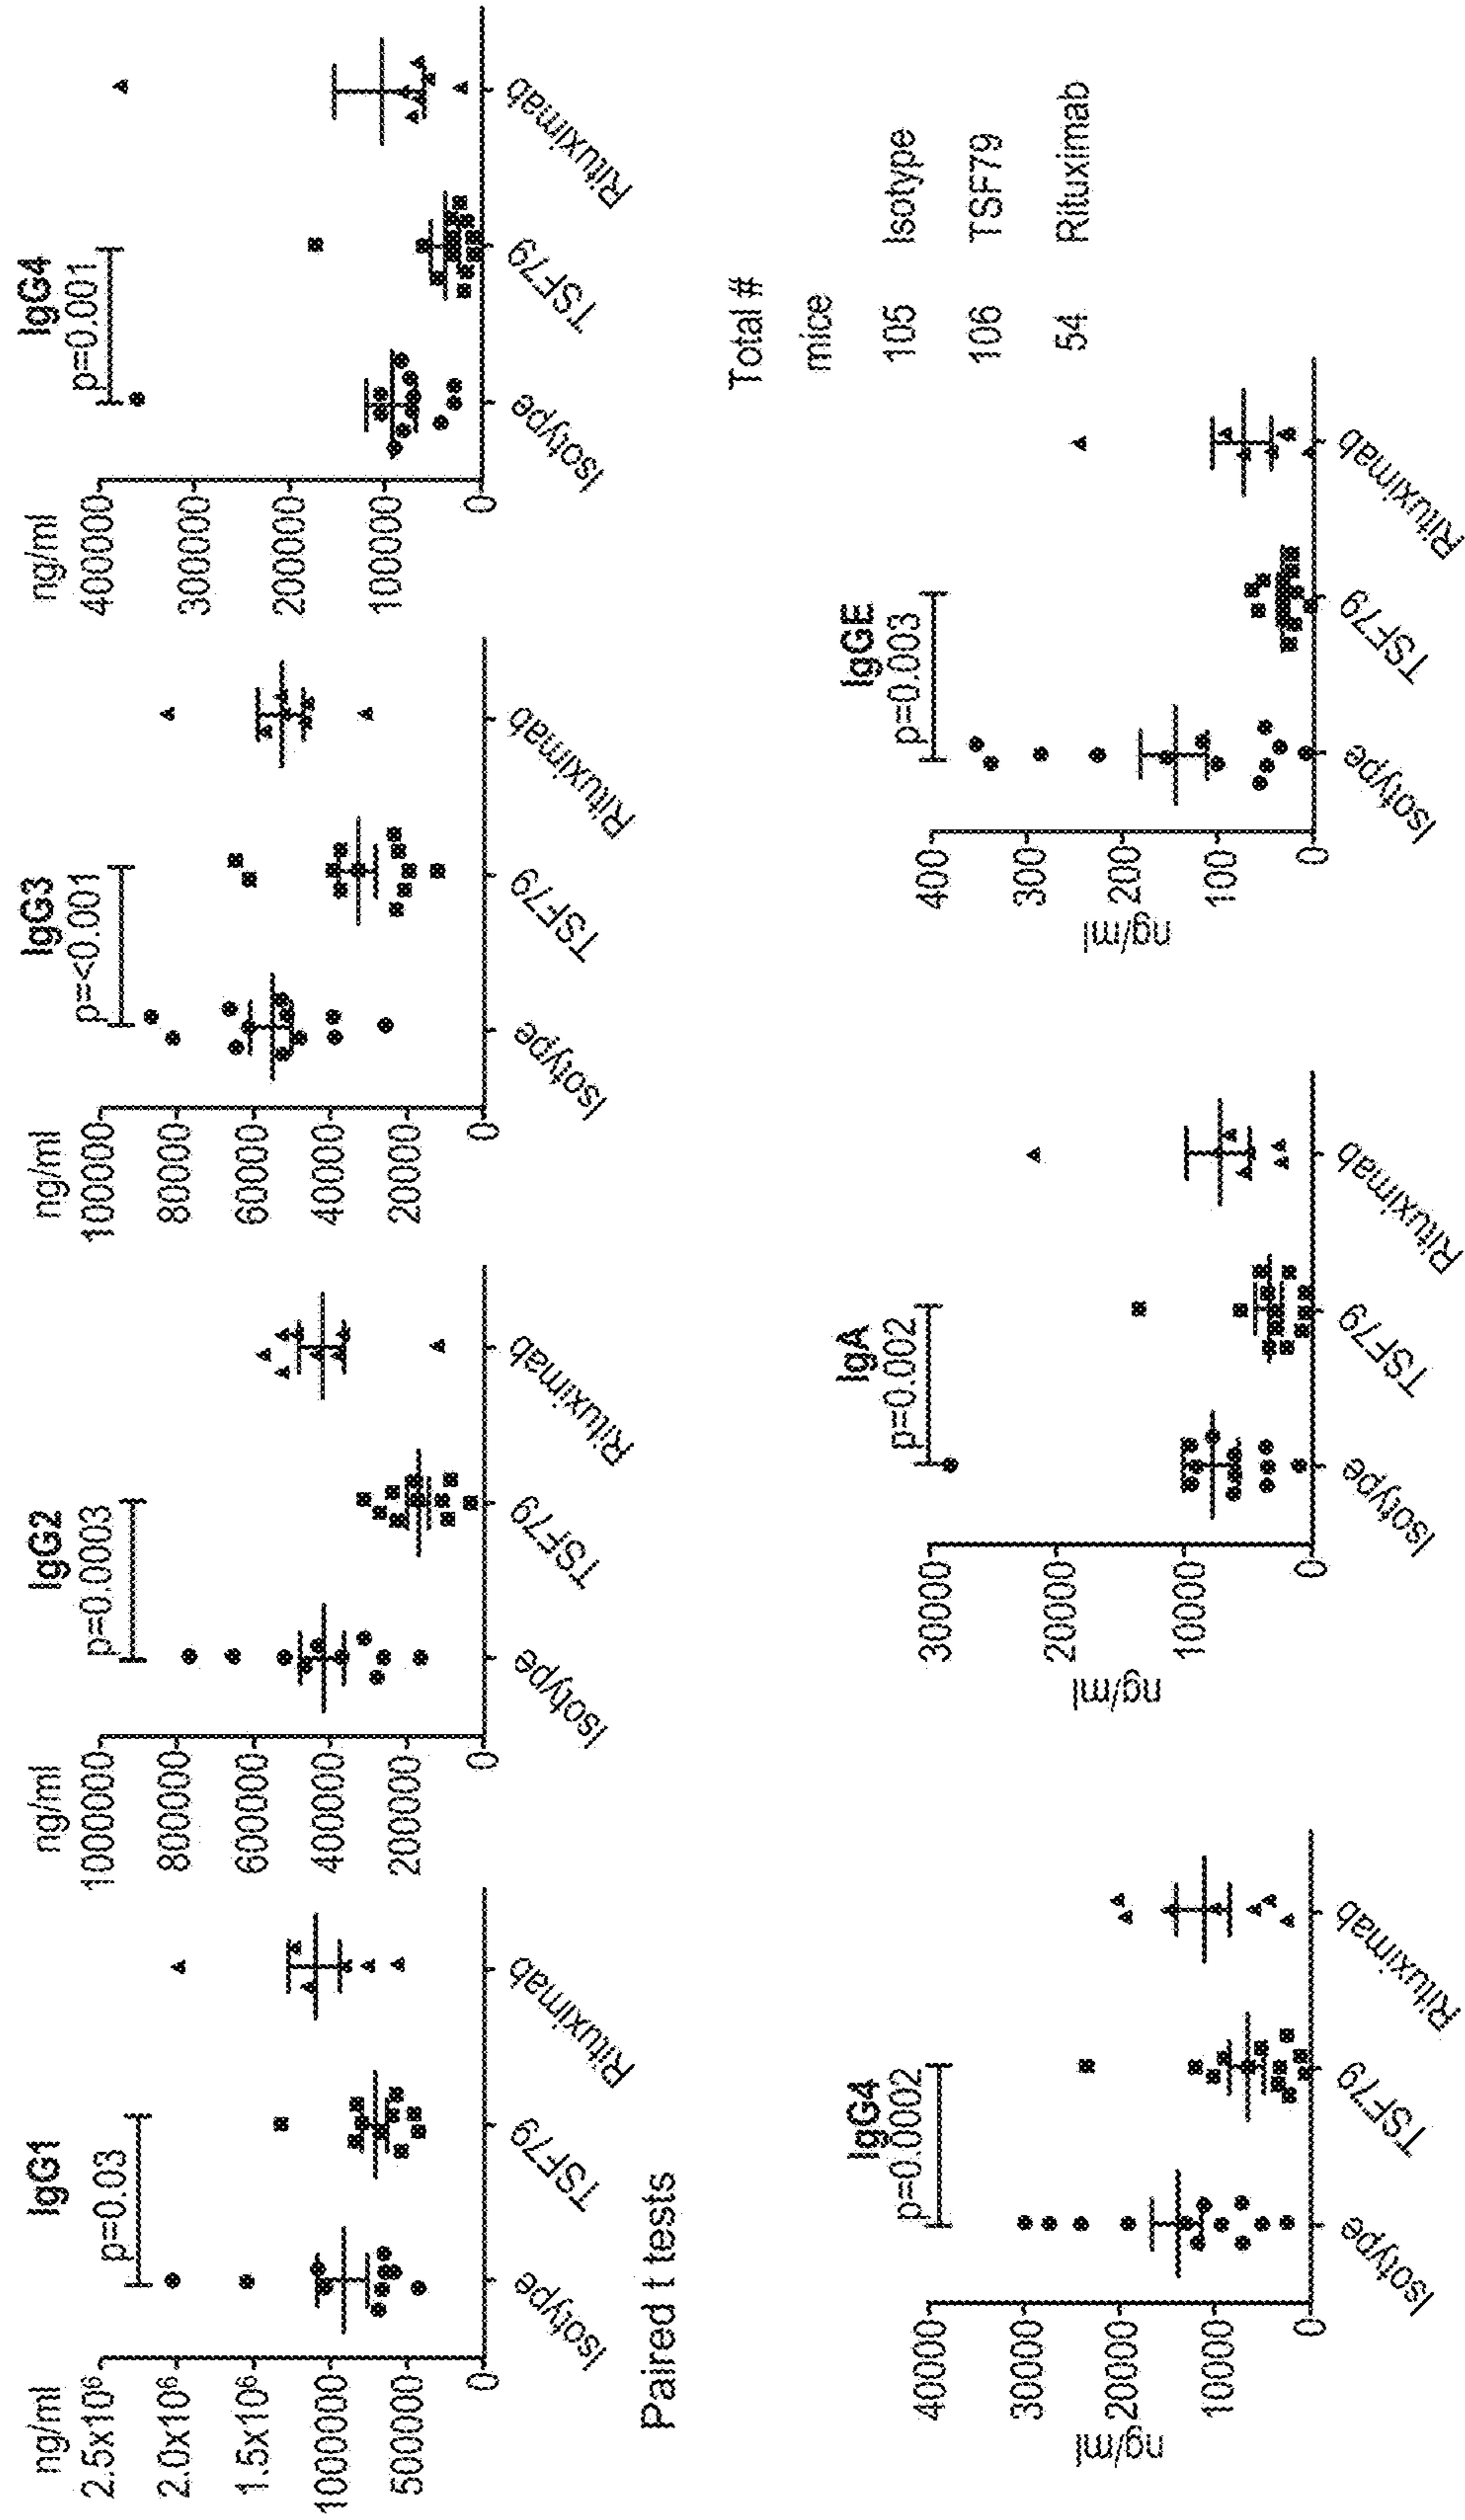 IgG1
p=0.03
ng/ml
2.5x10⁶
2.0x10⁶
1.5x10⁶
1000000
500000
0
Isotype
TSF79
Rituximab
IgG2
p=0.0003
ng/ml
1000000
800000
600000
400000
200000
0
Isotype
TSF79
Rituximab
IgG3
p=<0.001
ng/ml
100000
80000
60000
40000
20000
0
Isotype
TSF79
Rituximab
IgG4
p=0.001
ng/ml
400000
300000
200000
100000
0
Isotype
TSF79
Rituximab
Paired t tests
IgG4
p=0.0002
ng/ml
40000
30000
20000
10000
0
Isotype
TSF79
Rituximab
IgA
p=0.002
ng/ml
30000
20000
10000
0
Isotype
TSF79
Rituximab
IgGE
p=0.003
ng/ml
400
300
200
100
0
Isotype
TSF79
Rituximab
Total #
mice
105 Isotype
106 TSF79
54 Rituximab